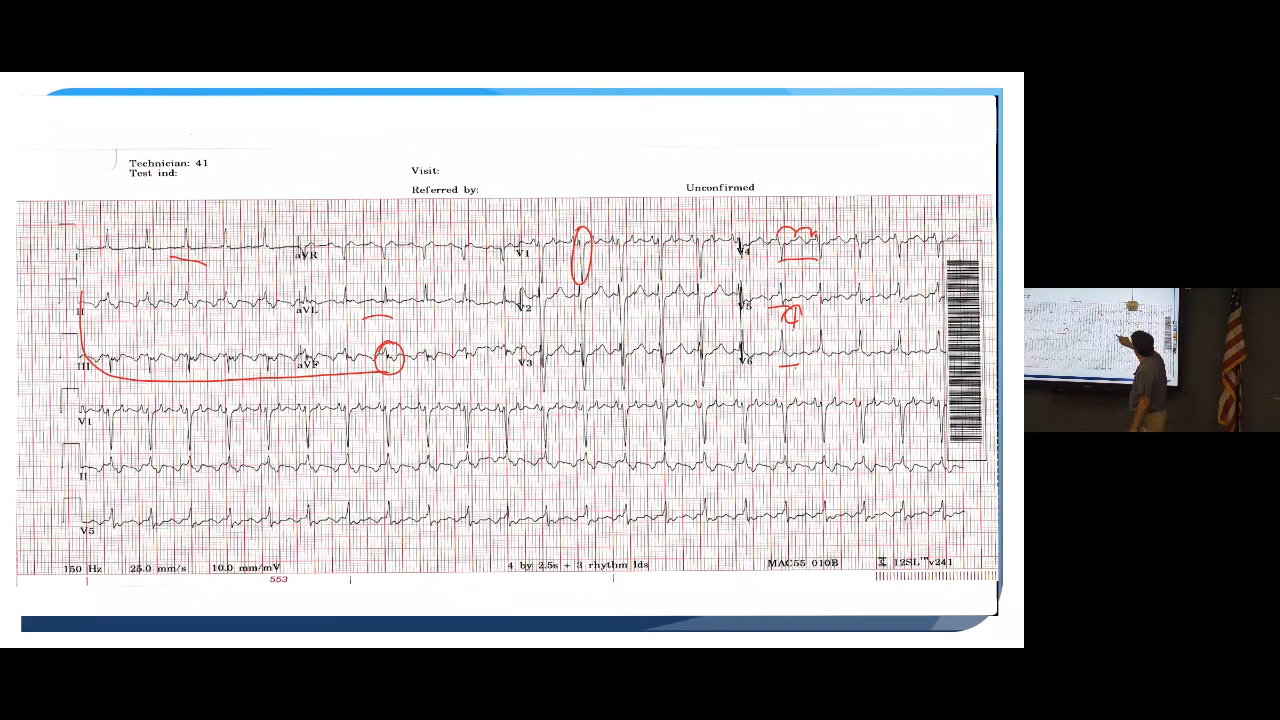 Technician: 41
Test ind:
Visit:
Referred by:
Unconfirmed
I
aVR
V1
V4
II
aVL
V2
V5
III
aVF
V3
V6
V1
II
V5
150 Hz 25.0 mm/s 10.0 mm/mV 4 by 2.5s + 3 rhythm lds MAC55 010B 12SL™v241
553